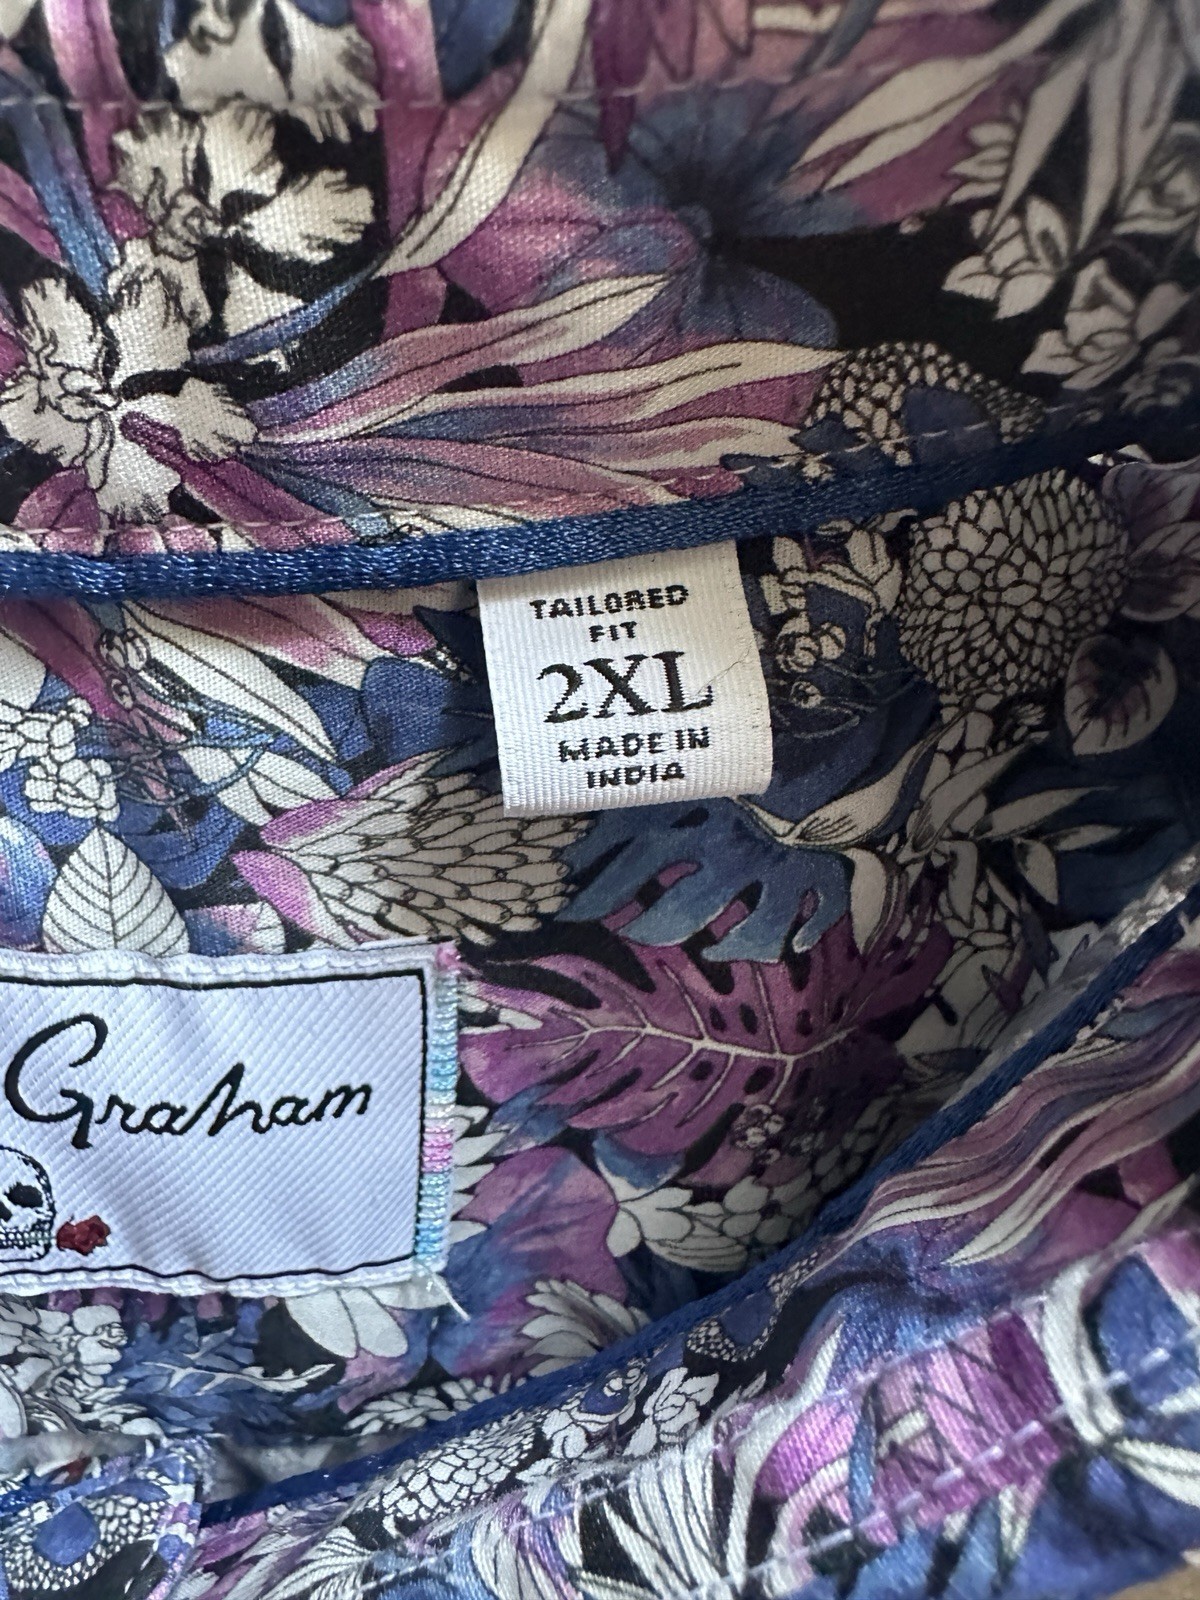 TAILORED
FIT
2XL
MADE IN
INDIA
Graham